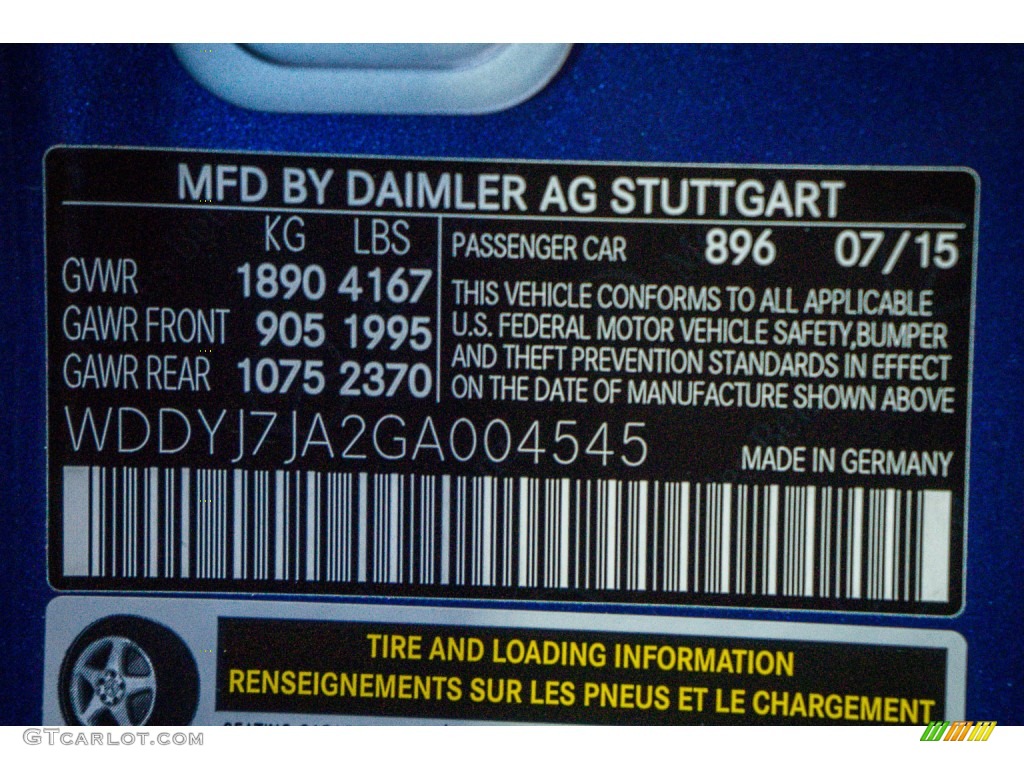 MFD BY DAIMLER AG STUTTGART
KG LBS
GVWR 1890 4167
GAWR FRONT 905 1995
GAWR REAR 1075 2370
PASSENGER CAR 896 07/15
THIS VEHICLE CONFORMS TO ALL APPLICABLE
U.S. FEDERAL MOTOR VEHICLE SAFETY,BUMPER
AND THEFT PREVENTION STANDARDS IN EFFECT
ON THE DATE OF MANUFACTURE SHOWN ABOVE
WDDYJ7JA2GA004545
MADE IN GERMANY
TIRE AND LOADING INFORMATION
RENSEIGNEMENTS SUR LES PNEUS ET LE CHARGEMENT
GTcarlot.com